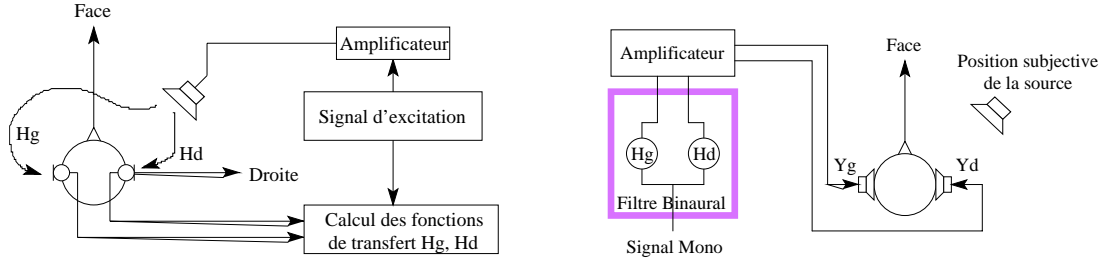 Face
Amplificateur
Signal d'excitation
Hg
Hd
Droite
Calcul des fonctions
de transfert Hg, Hd
Amplificateur
Face
Position subjective
de la source
Hg
Hd
Yg
Yd
Filtre Binaural
Signal Mono